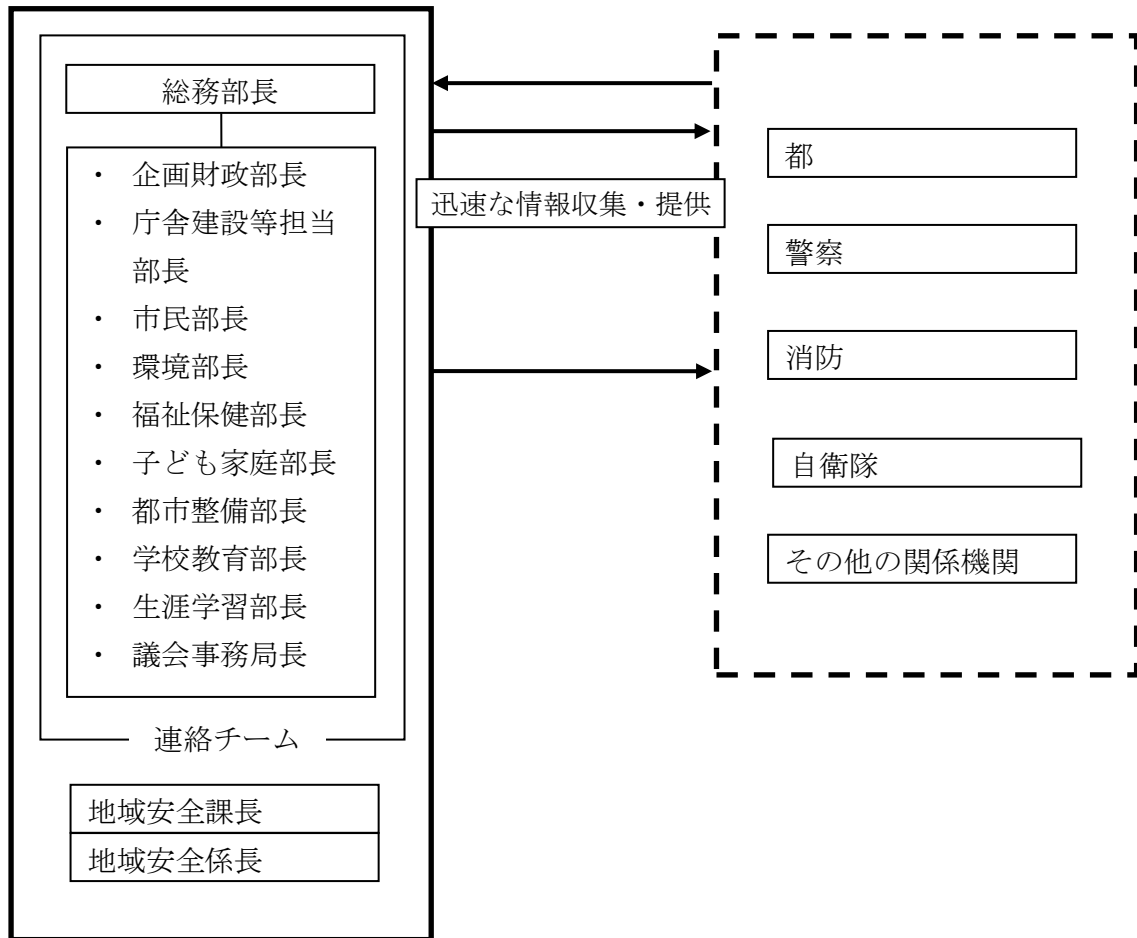 総務部長
・ 企画財政部長
・ 庁舎建設等担当
部長
・ 市民部長
・ 環境部長
・ 福祉保健部長
・ 子ども家庭部長
・ 都市整備部長
・ 学校教育部長
・ 生涯学習部長
・ 議会事務局長
連絡チーム
地域安全課長
地域安全係長
迅速な情報収集・提供
都
警察
消防
自衛隊
その他の関係機関